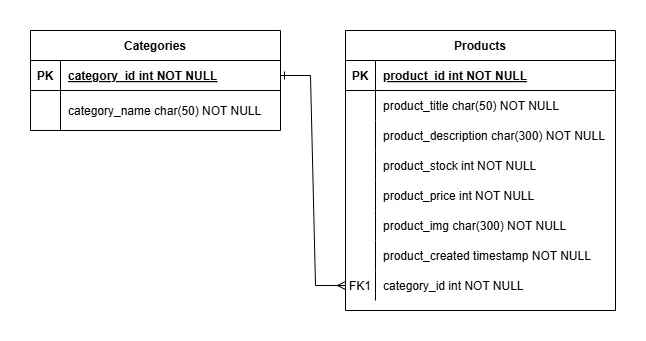 Categories
PK category_id int NOT NULL
category_name char(50) NOT NULL
Products
PK product_id int NOT NULL
product_title char(50) NOT NULL
product_description char(300) NOT NULL
product_stock int NOT NULL
product_price int NOT NULL
product_img char(300) NOT NULL
product_created timestamp NOT NULL
FK1 category_id int NOT NULL